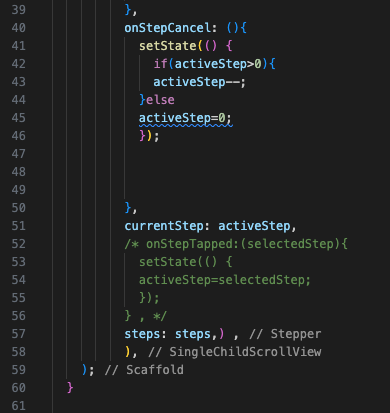 39 },
40 onStepCancel: (){
41 setState(() {
42 if(activeStep>0){
43 activeStep--;
44 }else
45 activeStep=0;
46 });
47
48
49
50 },
51 currentStep: activeStep,
52 /* onStepTapped:(selectedStep){
53 setState(() {
54 activeStep=selectedStep;
55 });
56 } , */
57 steps: steps,) , // Stepper
58 ), // SingleChildScrollView
59 ); // Scaffold
60 }
61